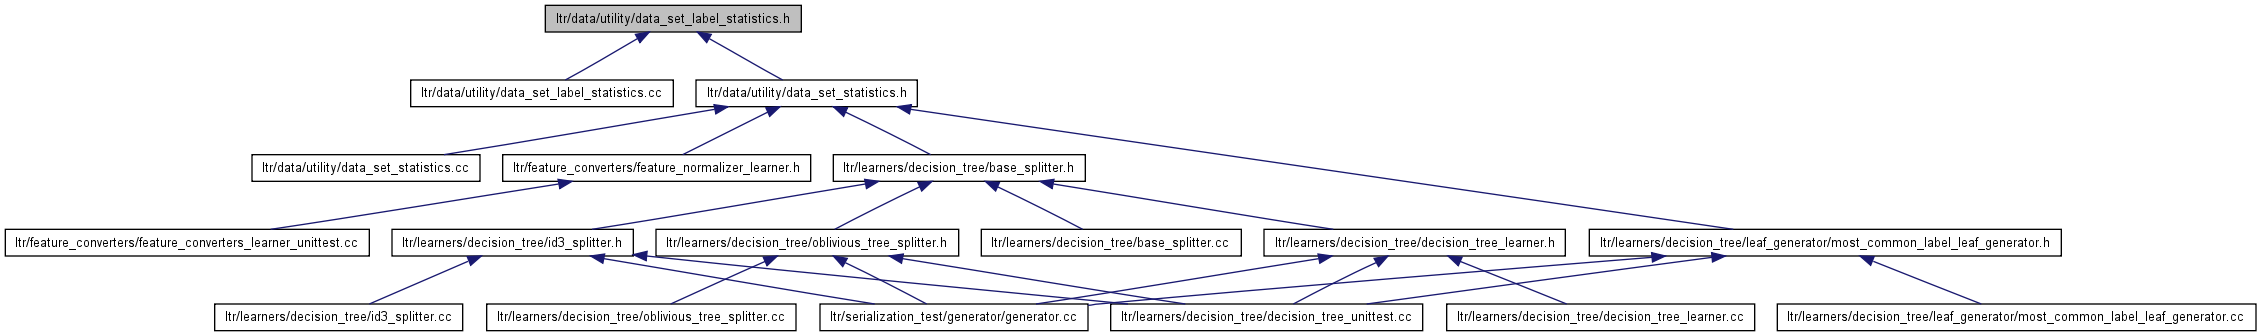 ltr/data/utility/data_set_label_statistics.h
ltr/data/utility/data_set_label_statistics.cc
ltr/data/utility/data_set_statistics.h
ltr/data/utility/data_set_statistics.cc
ltr/feature_converters/feature_normalizer_learner.h
ltr/learners/decision_tree/base_splitter.h
ltr/feature_converters/feature_converters_learner_unittest.cc
ltr/learners/decision_tree/id3_splitter.h
ltr/learners/decision_tree/oblivious_tree_splitter.h
ltr/learners/decision_tree/base_splitter.cc
ltr/learners/decision_tree/decision_tree_learner.h
ltr/learners/decision_tree/leaf_generator/most_common_label_leaf_generator.h
ltr/learners/decision_tree/id3_splitter.cc
ltr/learners/decision_tree/oblivious_tree_splitter.cc
ltr/serialization_test/generator/generator.cc
ltr/learners/decision_tree/decision_tree_unittest.cc
ltr/learners/decision_tree/decision_tree_learner.cc
ltr/learners/decision_tree/leaf_generator/most_common_label_leaf_generator.cc